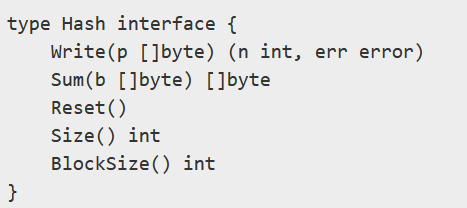 type Hash interface {
    Write(p []byte) (n int, err error)
    Sum(b []byte) []byte
    Reset()
    Size() int
    BlockSize() int
}